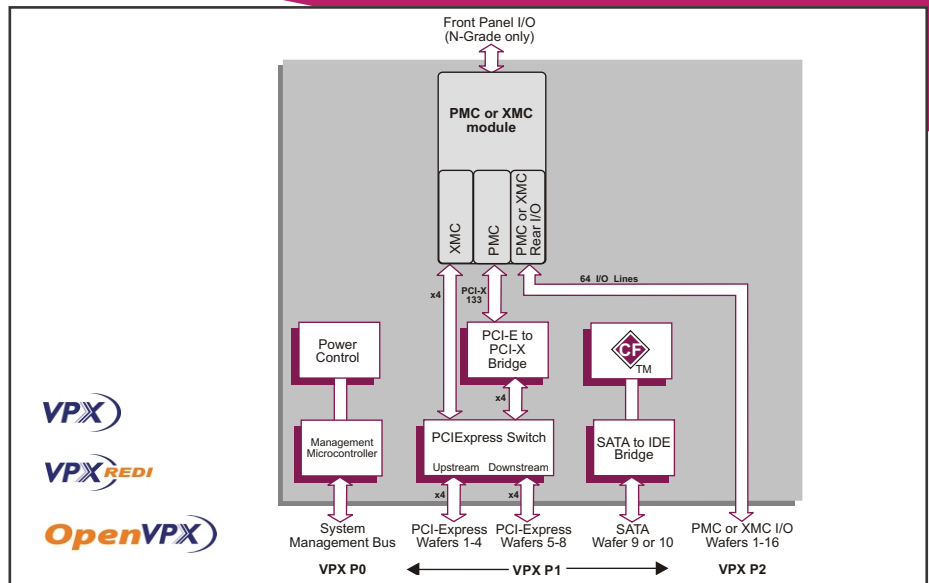 Front Panel I/O
(N-Grade only)
PMC or XMC
module
XMC
PMC
PMC or XMC
Rear I/O
x4
PCI-X
133
64 I/O Lines
Power
Control
PCI-E to
PCI-X
Bridge
CF
TM
x4
Management
Microcontroller
PCIExpress Switch
Upstream Downstream
SATA to IDE
Bridge
x4
x4
System
Management Bus
PCI-Express
Wafers 1-4
PCI-Express
Wafers 5-8
SATA
Wafer 9 or 10
PMC or XMC I/O
Wafers 1-16
VPX P0
VPX P1
VPX P2
VPX
VPX REDI
OpenVPX